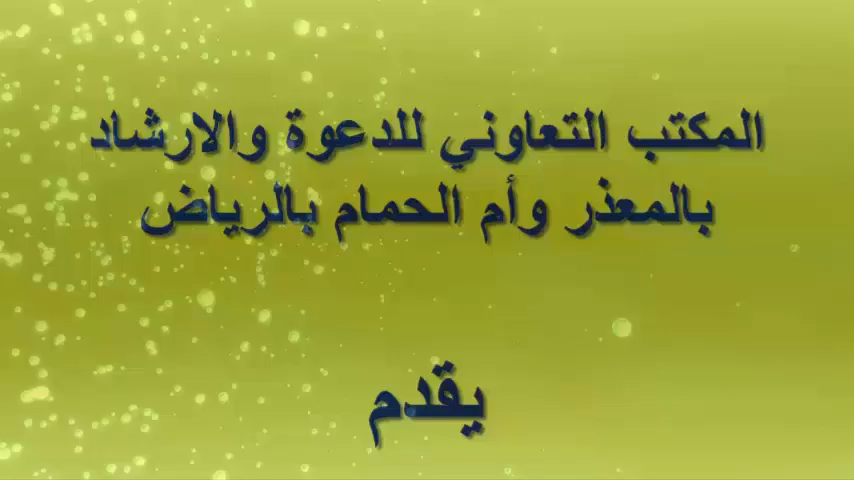 المكتب التعاوني للدعوة والارشاد
بالمعذر وأم الحمام بالرياض
يقدم